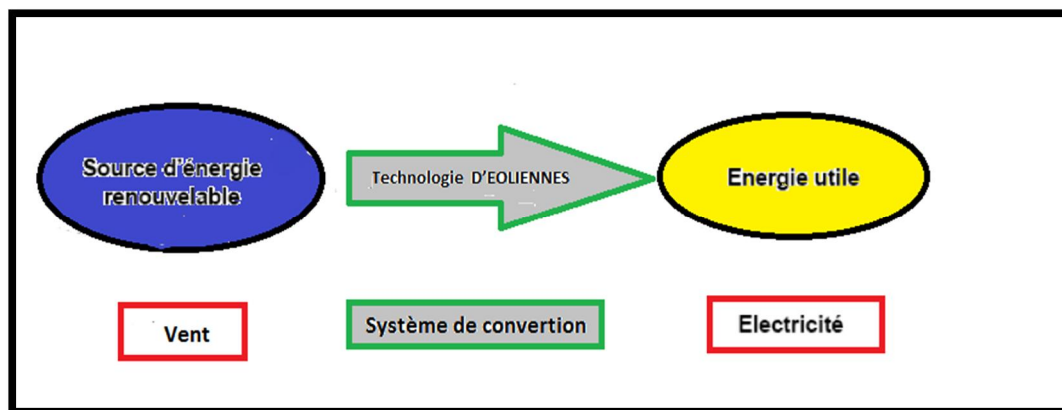 Source d'énergie
renouvelable
Technologie D'EOLIENNES
Energie utile
Vent
Système de convertion
Electricité